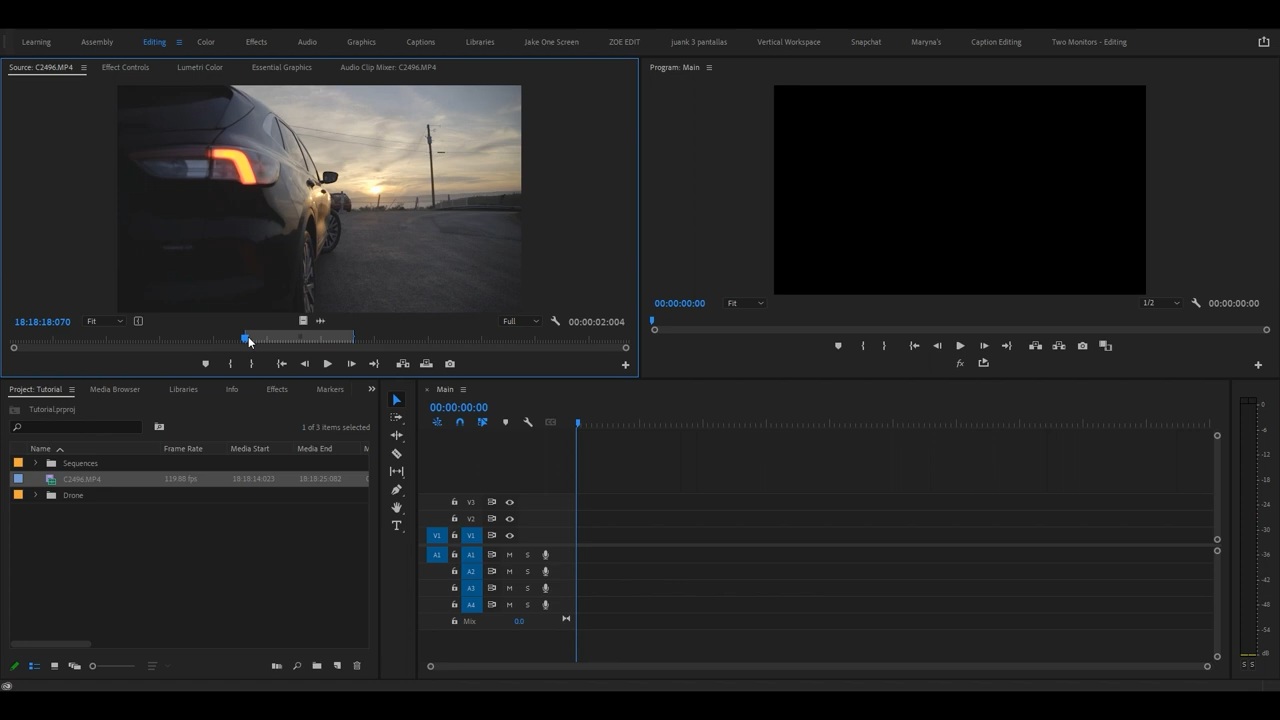 Learning Assembly Editing Color Effects Audio Graphics Captions Libraries Jake One Screen ZOE EDIT juank 3 pantallas Vertical Workspace Snapchat Maryna's Caption Editing Two Monitors - Editing
Source: C2496.MP4 Effect Controls Lumetri Color Essential Graphics Audio Clip Mixer: C2496.MP4
Program: Main
18:18:18:070 Fit Full 00:00:02:004
00:00:00:00 Fit 1/2 00:00:00:00
fx
Project: Tutorial Media Browser Libraries Info Effects Markers
Tutorial.prproj
1 of 3 items selected
Name Frame Rate Media Start Media End M
Sequences
C2496.MP4 119.88 fps 18:18:14:023 18:18:25:082
Drone
Main
00:00:00:00
V3
V2
V1 V1
A1 A1 M S
A2 M S
A3 M S
A4 M S
Mix 0.0
T
0
-6
-12
-18
-24
-30
-36
-42
-48
-54
dB
S S